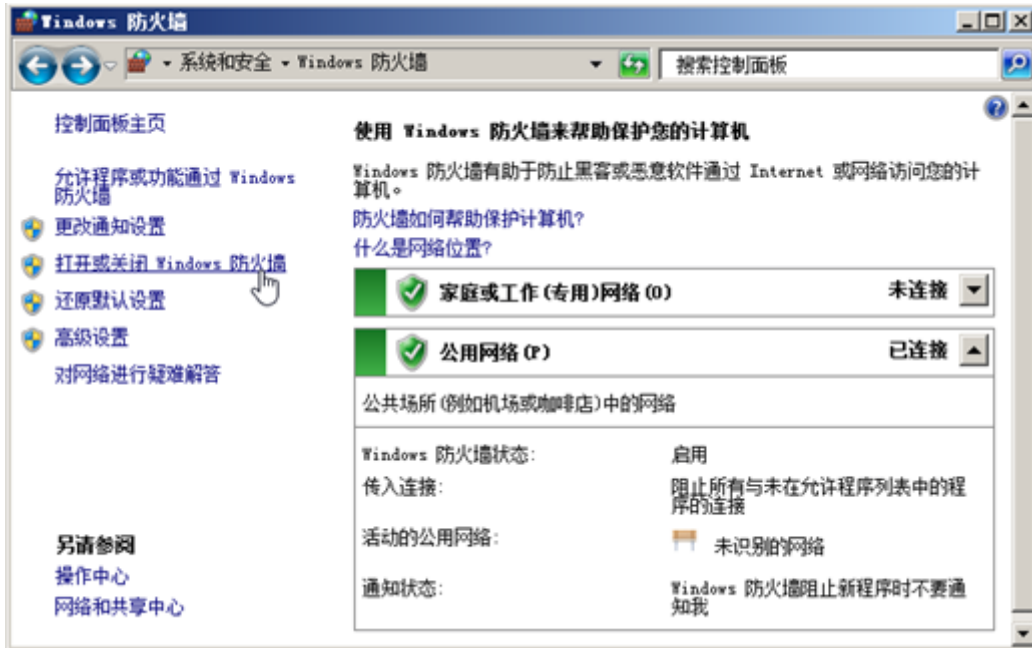 Windows 防火墙
系统和安全 Windows 防火墙
搜索控制面板
控制面板主页
允许程序或功能通过 Windows
防火墙
更改通知设置
打开或关闭 Windows 防火墙
还原默认设置
高级设置
对网络进行疑难解答
另请参阅
操作中心
网络和共享中心
使用 Windows 防火墙来帮助保护您的计算机
Windows 防火墙有助于防止黑客或恶意软件通过 Internet 或网络访问您的计
算机。
防火墙如何帮助保护计算机?
什么是网络位置?
家庭或工作(专用)网络(O) 未连接
公用网络(P) 已连接
公共场所(例如机场或咖啡店)中的网络
Windows 防火墙状态: 启用
传入连接: 阻止所有与未在允许程序列表中的程
序的连接
活动的公用网络: 未识别的网络
通知状态: Windows 防火墙阻止新程序时不要通
知我